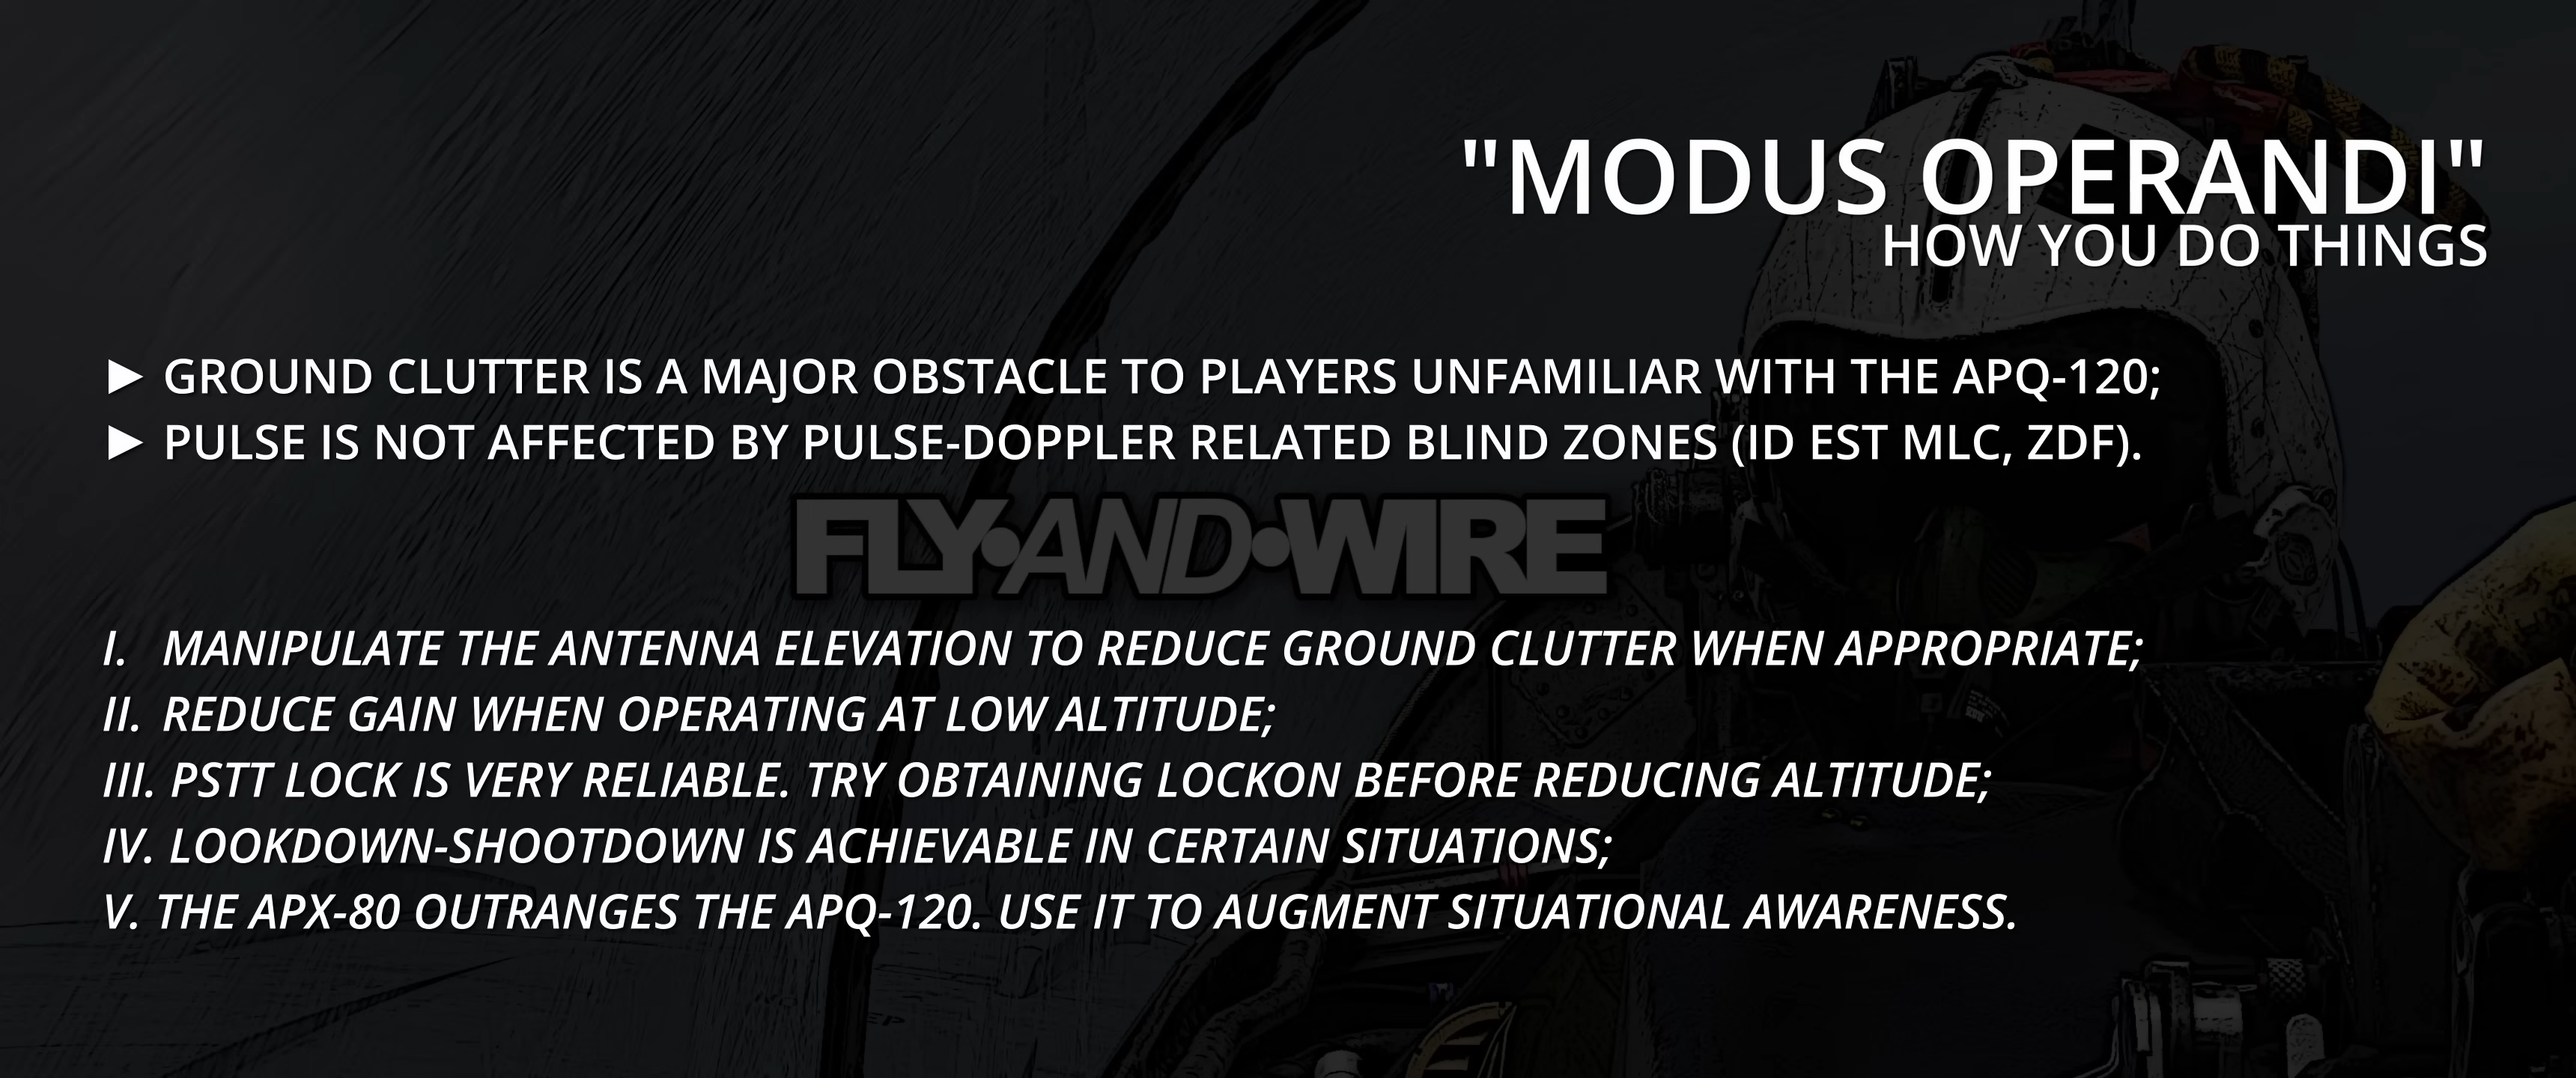 "MODUS OPERANDI"
HOW YOU DO THINGS
► GROUND CLUTTER IS A MAJOR OBSTACLE TO PLAYERS UNFAMILIAR WITH THE APQ-120;
► PULSE IS NOT AFFECTED BY PULSE-DOPPLER RELATED BLIND ZONES (ID EST MLC, ZDF).
FLY•AND•WIRE
I. MANIPULATE THE ANTENNA ELEVATION TO REDUCE GROUND CLUTTER WHEN APPROPRIATE;
II. REDUCE GAIN WHEN OPERATING AT LOW ALTITUDE;
III. PSTT LOCK IS VERY RELIABLE. TRY OBTAINING LOCKON BEFORE REDUCING ALTITUDE;
IV. LOOKDOWN-SHOOTDOWN IS ACHIEVABLE IN CERTAIN SITUATIONS;
V. THE APX-80 OUTRANGES THE APQ-120. USE IT TO AUGMENT SITUATIONAL AWARENESS.